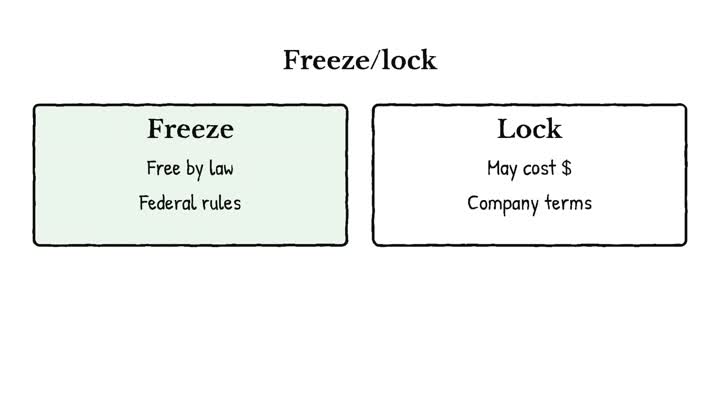 Freeze/lock
Freeze
Free by law
Federal rules
Lock
May cost $
Company terms